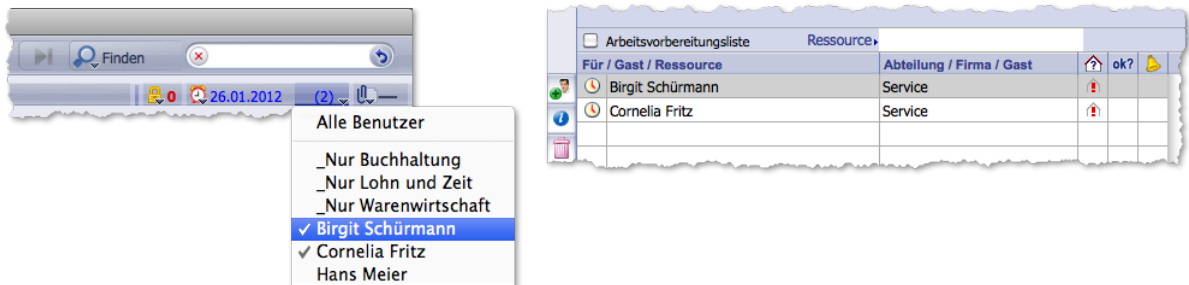 Finden
0 26.01.2012 (2)
Alle Benutzer
_Nur Buchhaltung
_Nur Lohn und Zeit
_Nur Warenwirtschaft
✓ Birgit Schürmann
✓ Cornelia Fritz
Hans Meier
Arbeitsvorbereitungsliste Ressource
Für / Gast / Ressource Abteilung / Firma / Gast ok?
Birgit Schürmann Service
Cornelia Fritz Service